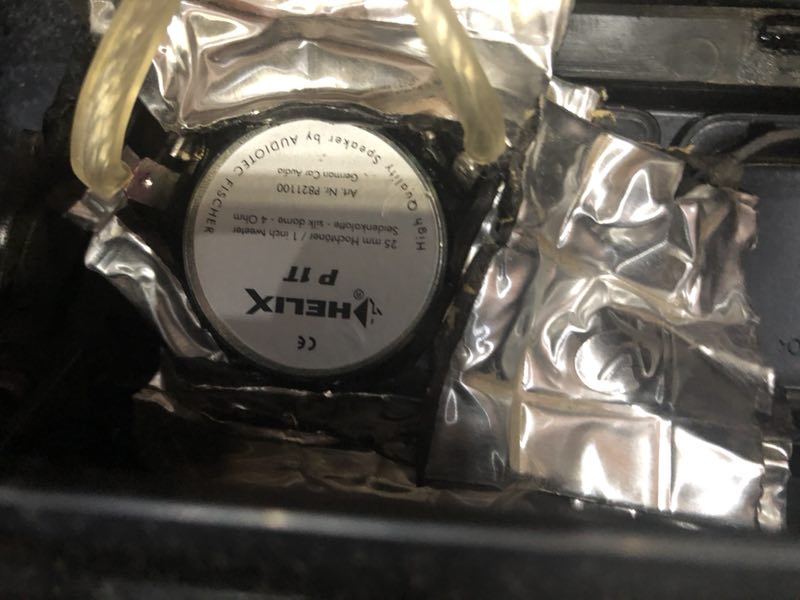 CE
HELIX®
P 1T
25 mm Hochtöner / 1 inch tweeter
Seidenkalotte - silk dome - 4 Ohm
Art. Nr. P821100
German Car Audio
High Quality Speaker by AUDIOTEC FISCHER